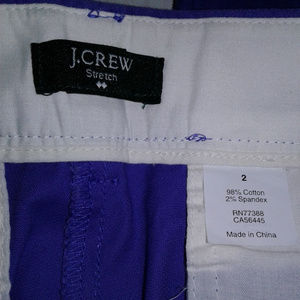 J.CREW
Stretch
2
98% Cotton
2% Spandex
RN77388
CA56445
Made in China